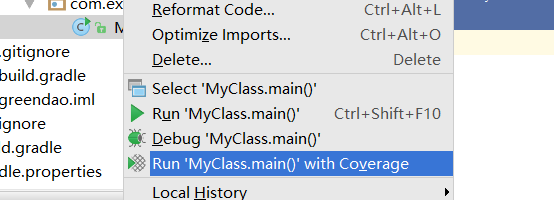 com.ex
M
Reformat Code... Ctrl+Alt+L
Optimize Imports... Ctrl+Alt+O
Delete... Delete
.gitignore
build.gradle
greendao.iml
ignore
d.gradle
dle.properties
Select 'MyClass.main()'
Run 'MyClass.main()' Ctrl+Shift+F10
Debug 'MyClass.main()'
Run 'MyClass.main()' with Coverage
Local History